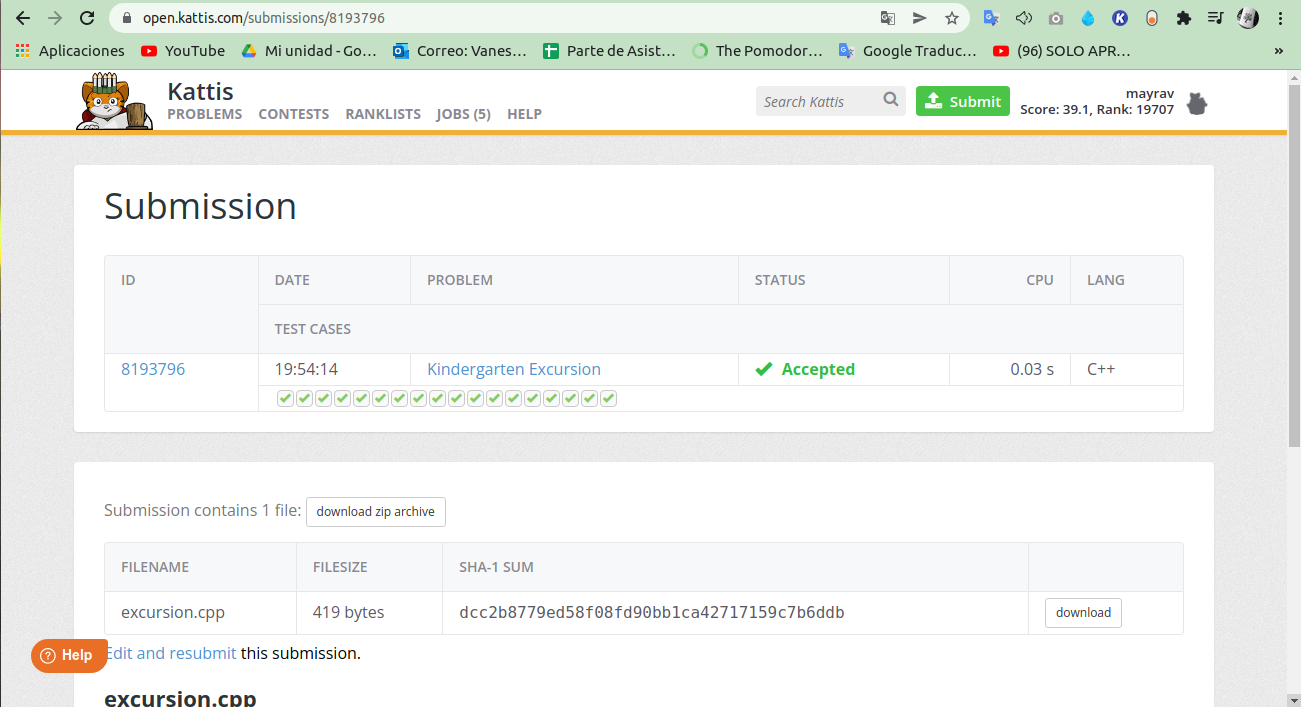 open.kattis.com/submissions/8193796
Aplicaciones YouTube Mi unidad - Go... Correo: Vanes... Parte de Asist... The Pomodor... Google Traduc... (96) SOLO APR... »
Kattis
PROBLEMS CONTESTS RANKLISTS JOBS (5) HELP
Search Kattis
Submit
mayrav
Score: 39.1, Rank: 19707
Submission
ID DATE PROBLEM STATUS CPU LANG
TEST CASES
8193796 19:54:14 Kindergarten Excursion Accepted 0.03 s C++
Submission contains 1 file: download zip archive
FILENAME FILESIZE SHA-1 SUM
excursion.cpp 419 bytes dcc2b8779ed58f08fd90bb1ca42717159c7b6ddb download
Help
Edit and resubmit this submission.
excursion.cpp